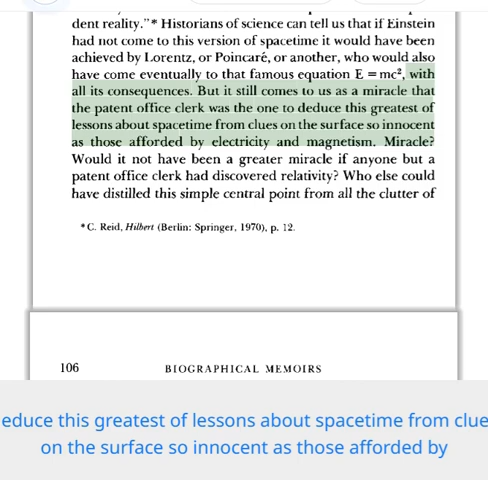 dent reality."* Historians of science can tell us that if Einstein
had not come to this version of spacetime it would have been
achieved by Lorentz, or Poincaré, or another, who would also
have come eventually to that famous equation E = mc², with
all its consequences. But it still comes to us as a miracle that
the patent office clerk was the one to deduce this greatest of
lessons about spacetime from clues on the surface so innocent
as those afforded by electricity and magnetism. Miracle?
Would it not have been a greater miracle if anyone but a
patent office clerk had discovered relativity? Who else could
have distilled this simple central point from all the clutter of
*C. Reid, Hilbert (Berlin: Springer, 1970), p. 12.
106 BIOGRAPHICAL MEMOIRS
educe this greatest of lessons about spacetime from clue
on the surface so innocent as those afforded by